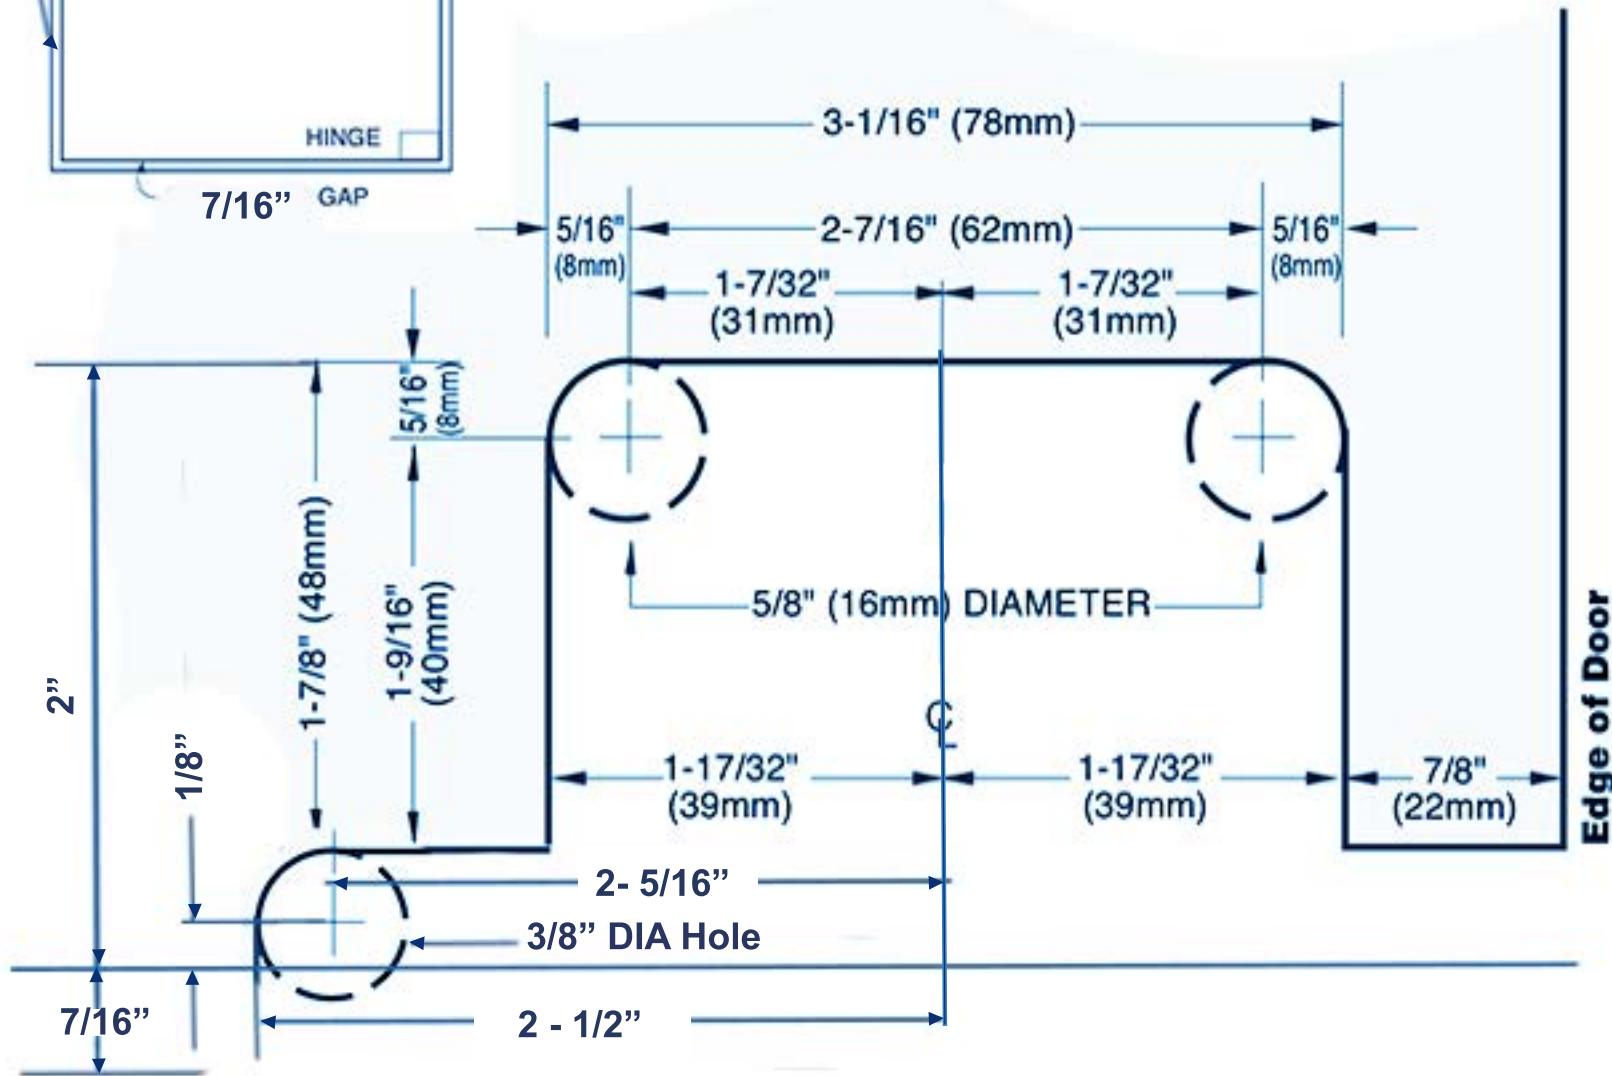 3-1/16" (78mm)
HINGE
7/16”
GAP
5/16"
(8mm)
2-7/16" (62mm)
5/16"
(8mm)
1-7/32"
(31mm)
1-7/32"
(31mm)
5/16"
(8mm)
1-7/8" (48mm)
1-9/16"
(40mm)
5/8" (16mm) DIAMETER
Edge of Door
2”
1/8”
CL
1-17/32"
(39mm)
1-17/32"
(39mm)
7/8"
(22mm)
2- 5/16”
3/8” DIA Hole
7/16”
2 - 1/2”